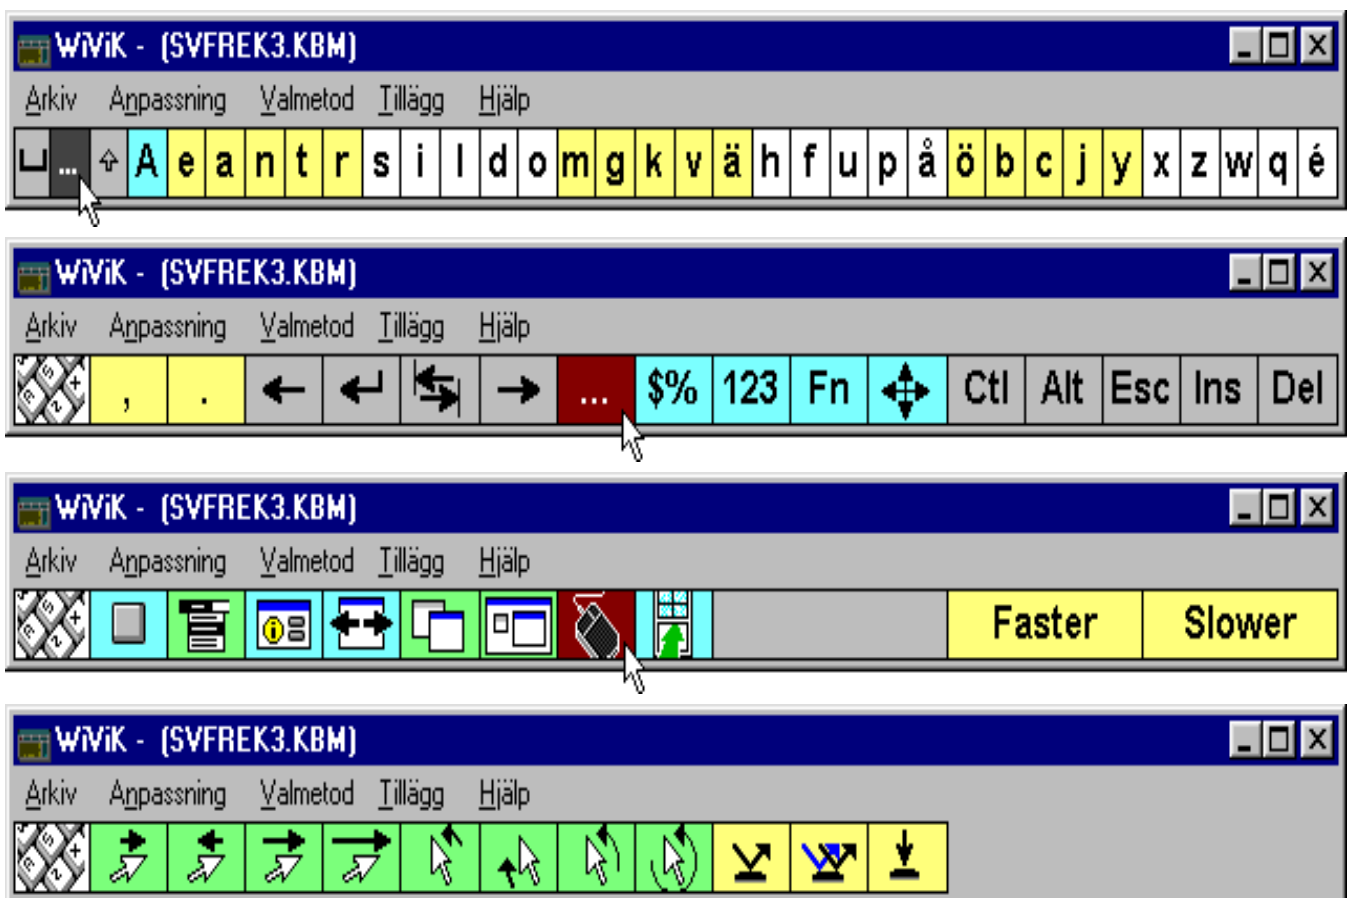 WiViK - (SVFREK3.KBM)
Arkiv Anpassning Valmetod Tillägg Hjälp
... A e a n t r s i l d o m g k v ä h f u p å ö b c j y x z w q é
WiViK - (SVFREK3.KBM)
Arkiv Anpassning Valmetod Tillägg Hjälp
, . ... $% 123 Fn Ctl Alt Esc Ins Del
WiViK - (SVFREK3.KBM)
Arkiv Anpassning Valmetod Tillägg Hjälp
Faster Slower
WiViK - (SVFREK3.KBM)
Arkiv Anpassning Valmetod Tillägg Hjälp